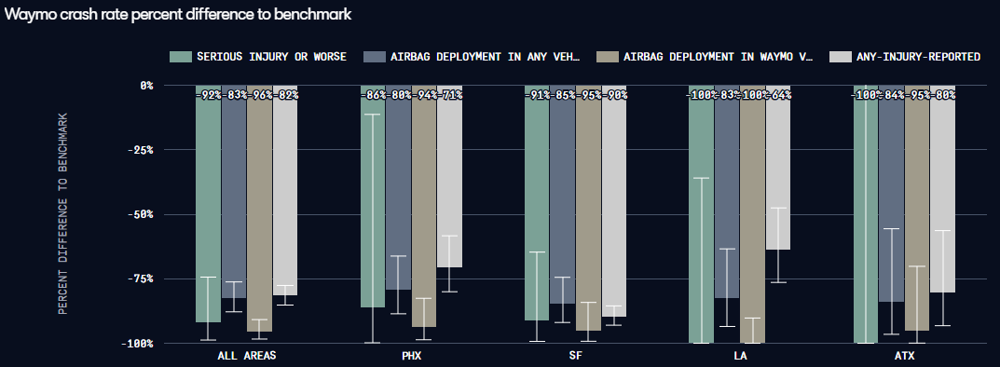 Waymo crash rate percent difference to benchmark
SERIOUS INJURY OR WORSE AIRBAG DEPLOYMENT IN ANY VEH… AIRBAG DEPLOYMENT IN WAYMO V… ANY-INJURY-REPORTED
PERCENT DIFFERENCE TO BENCHMARK
0%
-92% -83% -96% -82% -86% -80% -94% -71% -91% -85% -95% -90% -100% -83% -100% -64% -100% -84% -95% -80%
-25%
-50%
-75%
-100%
ALL AREAS PHX SF LA ATX